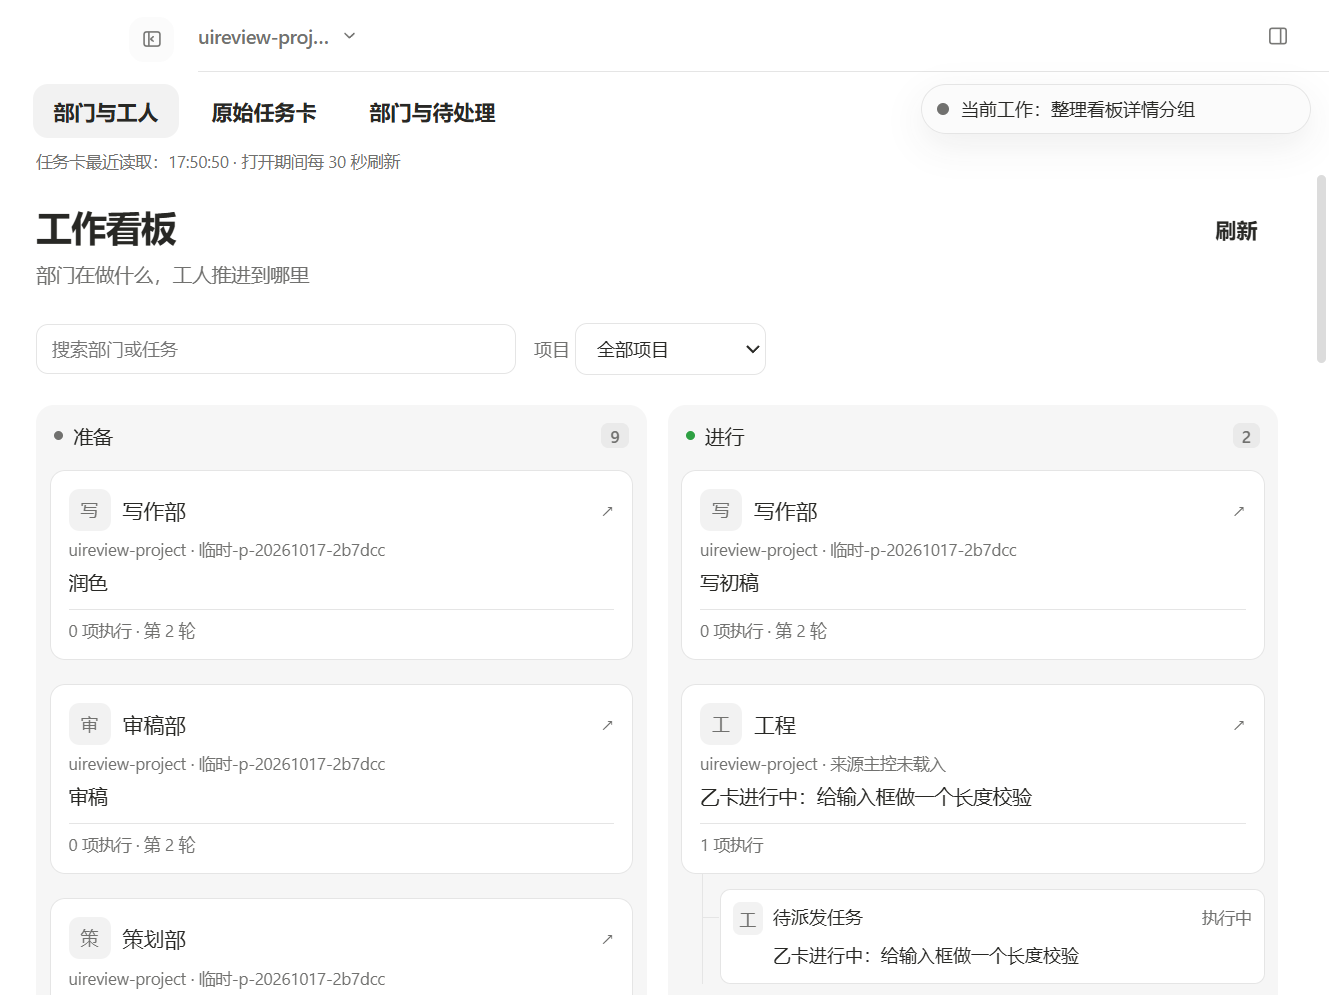 uireview-proj...
部门与工人 原始任务卡 部门与待处理
当前工作：整理看板详情分组
任务卡最近读取：17:50:50 · 打开期间每 30 秒刷新
工作看板
刷新
部门在做什么，工人推进到哪里
搜索部门或任务 项目 全部项目
准备 9
写 写作部 ↗
uireview-project · 临时-p-20261017-2b7dcc
润色
0 项执行 · 第 2 轮
审 审稿部 ↗
uireview-project · 临时-p-20261017-2b7dcc
审稿
0 项执行 · 第 2 轮
策 策划部 ↗
uireview-project · 临时-p-20261017-2b7dcc
进行 2
写 写作部 ↗
uireview-project · 临时-p-20261017-2b7dcc
写初稿
0 项执行 · 第 2 轮
工 工程 ↗
uireview-project · 来源主控未载入
乙卡进行中：给输入框做一个长度校验
1 项执行
工 待派发任务 执行中
乙卡进行中：给输入框做一个长度校验